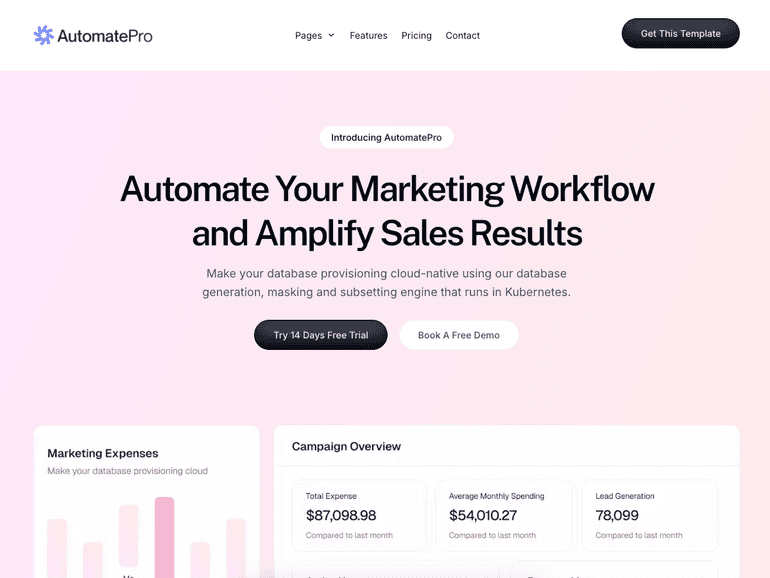 AutomatePro
Pages
Features
Pricing
Contact
Get This Template
Introducing AutomatePro
Automate Your Marketing Workflow
and Amplify Sales Results
Make your database provisioning cloud-native using our database
generation, masking and subsetting engine that runs in Kubernetes.
Try 14 Days Free Trial
Book A Free Demo
Marketing Expenses
Make your database provisioning cloud
Campaign Overview
Total Expense
$87,098.98
Compared to last month
Average Monthly Spending
$54,010.27
Compared to last month
Lead Generation
78,099
Compared to last month